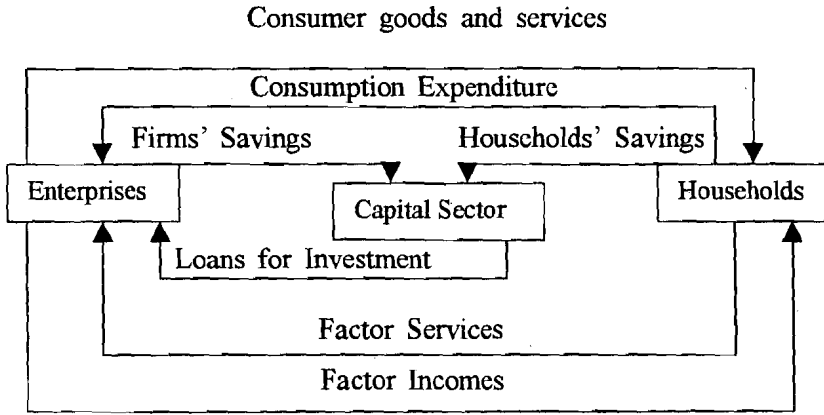 Consumer goods and services
Consumption Expenditure
Firms' Savings
Households' Savings
Enterprises
Capital Sector
Households
Loans for Investment
Factor Services
Factor Incomes